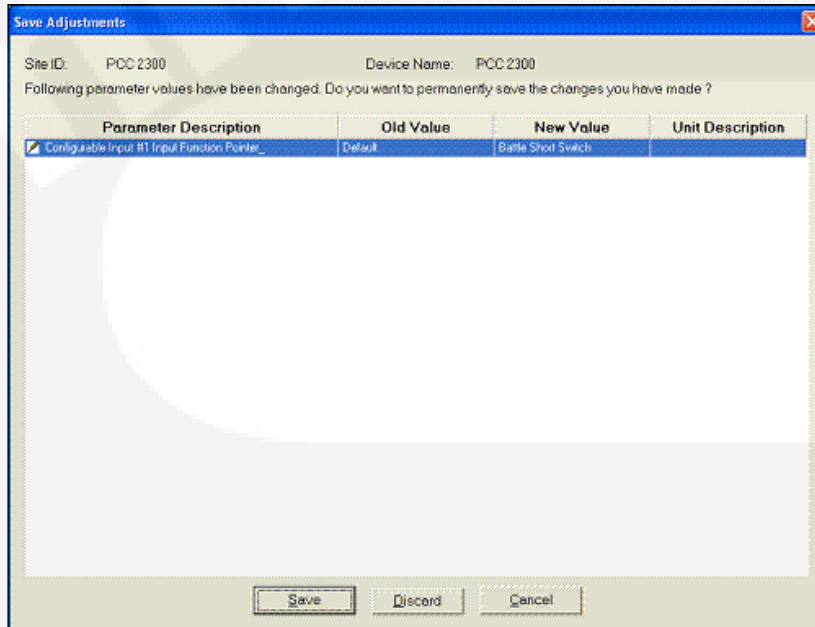 Save Adjustments
Site ID: PCC 2300 Device Name: PCC 2300
Following parameter values have been changed. Do you want to permanently save the changes you have made ?
Parameter Description Old Value New Value Unit Description
Configurable Input #1 Input Function Pointer_ Default Battle Short Switch
Save Discard Cancel